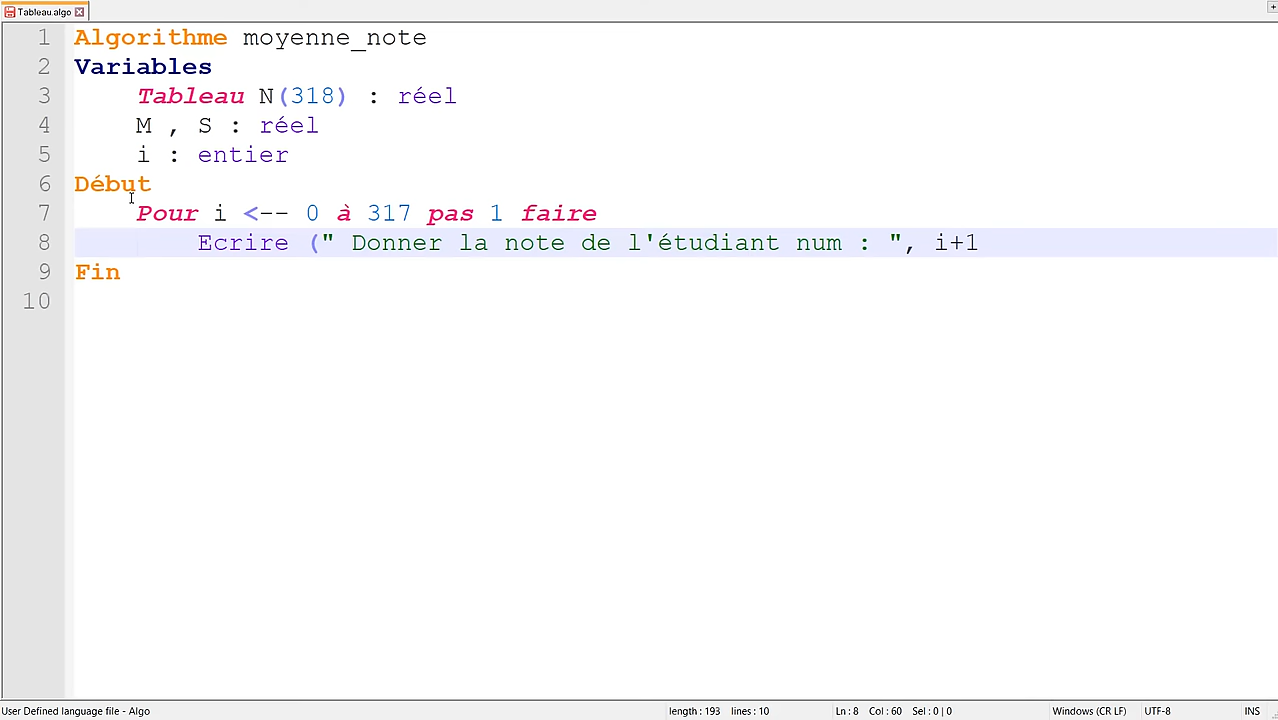 Tableau.algo
1 Algorithme moyenne_note
2 Variables
3 Tableau N(318) : réel
4 M , S : réel
5 i : entier
6 Début
7 Pour i <-- 0 à 317 pas 1 faire
8 Ecrire (" Donner la note de l'étudiant num : ", i+1
9 Fin
10
User Defined language file - Algo length : 193 lines : 10 Ln : 8 Col : 60 Sel : 0 | 0 Windows (CR LF) UTF-8 INS